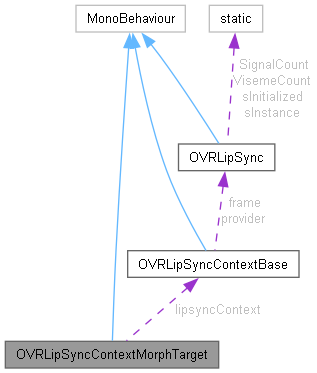 MonoBehaviour
static
SignalCount
VisemeCount
sInitialized
sInstance
OVRLipSync
frame
provider
OVRLipSyncContextBase
lipsyncContext
OVRLipSyncContextMorphTarget